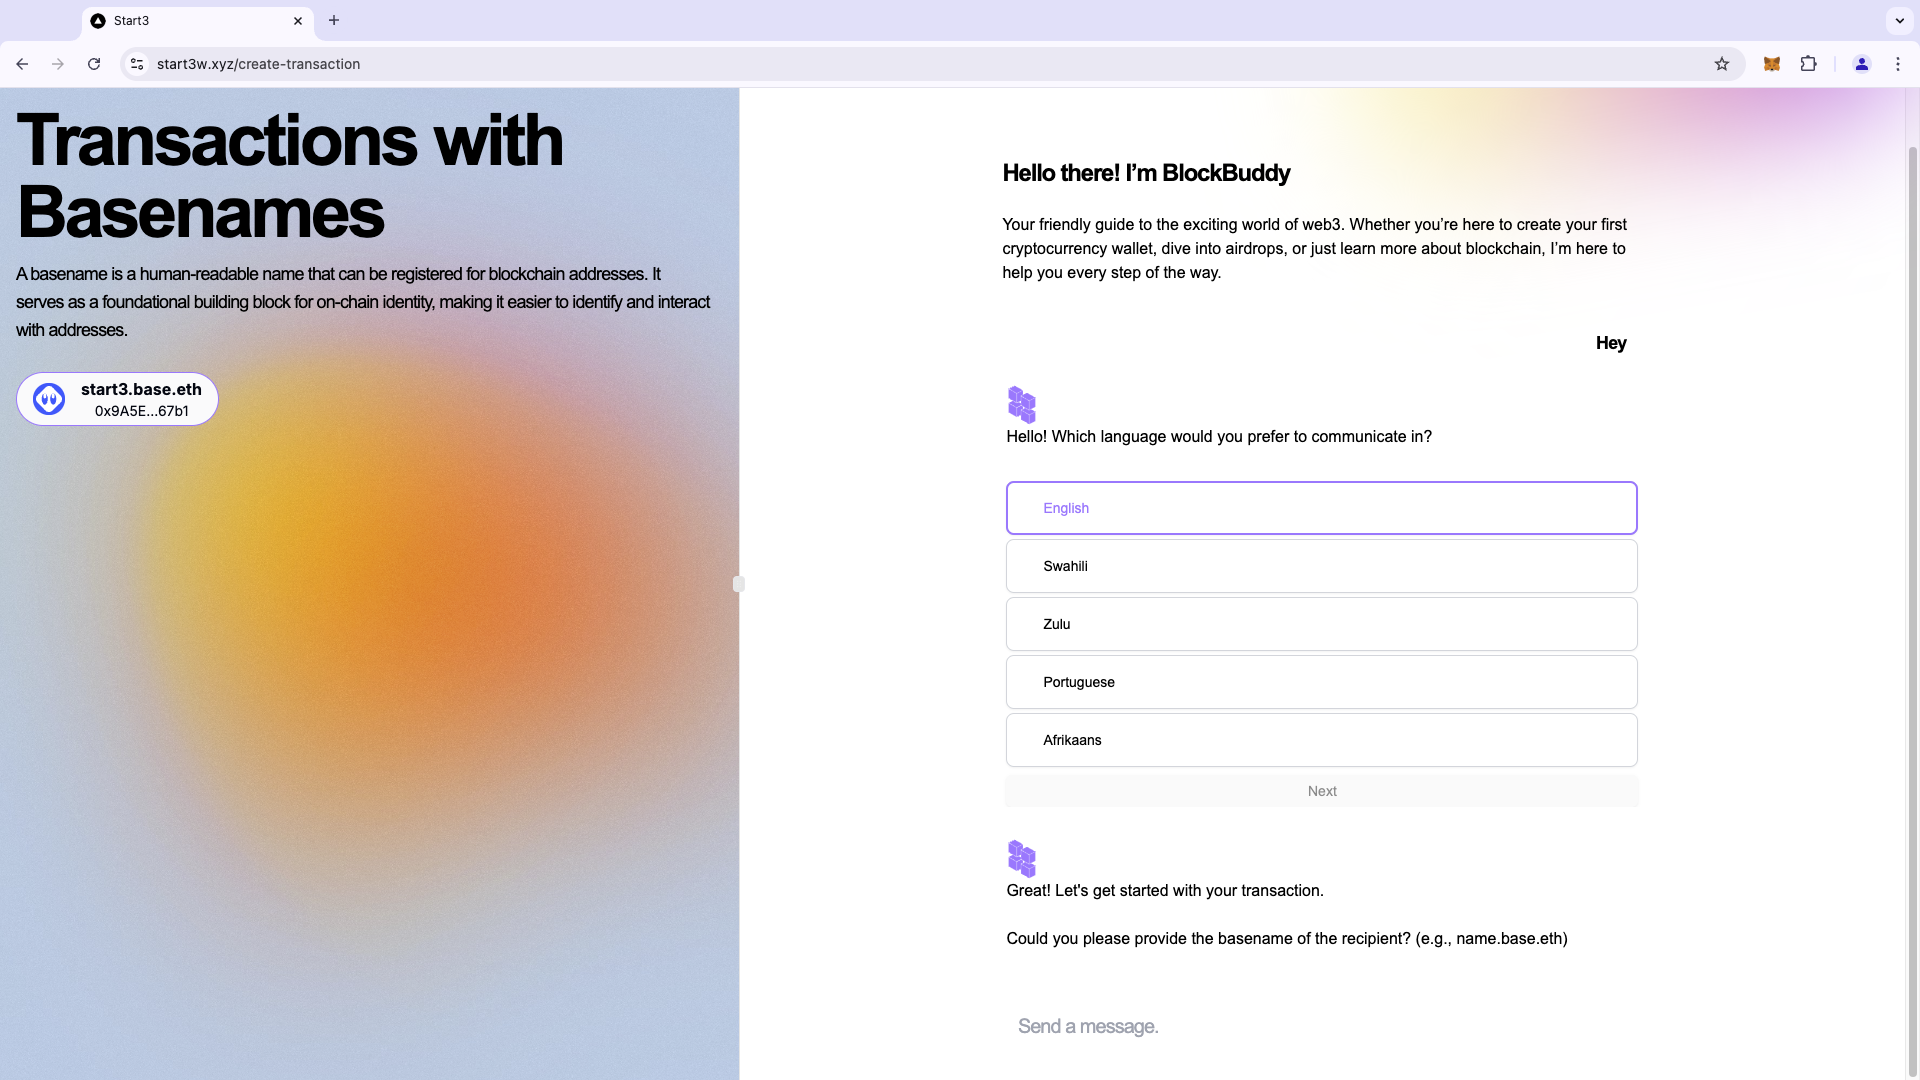 Start3
start3w.xyz/create-transaction
Transactions with
Basenames
A basename is a human-readable name that can be registered for blockchain addresses. It
serves as a foundational building block for on-chain identity, making it easier to identify and interact
with addresses.
start3.base.eth
0x9A5E...67b1
Hello there! I’m BlockBuddy
Your friendly guide to the exciting world of web3. Whether you’re here to create your first
cryptocurrency wallet, dive into airdrops, or just learn more about blockchain, I’m here to
help you every step of the way.
Hey
Hello! Which language would you prefer to communicate in?
English
Swahili
Zulu
Portuguese
Afrikaans
Next
Great! Let's get started with your transaction.
Could you please provide the basename of the recipient? (e.g., name.base.eth)
Send a message.